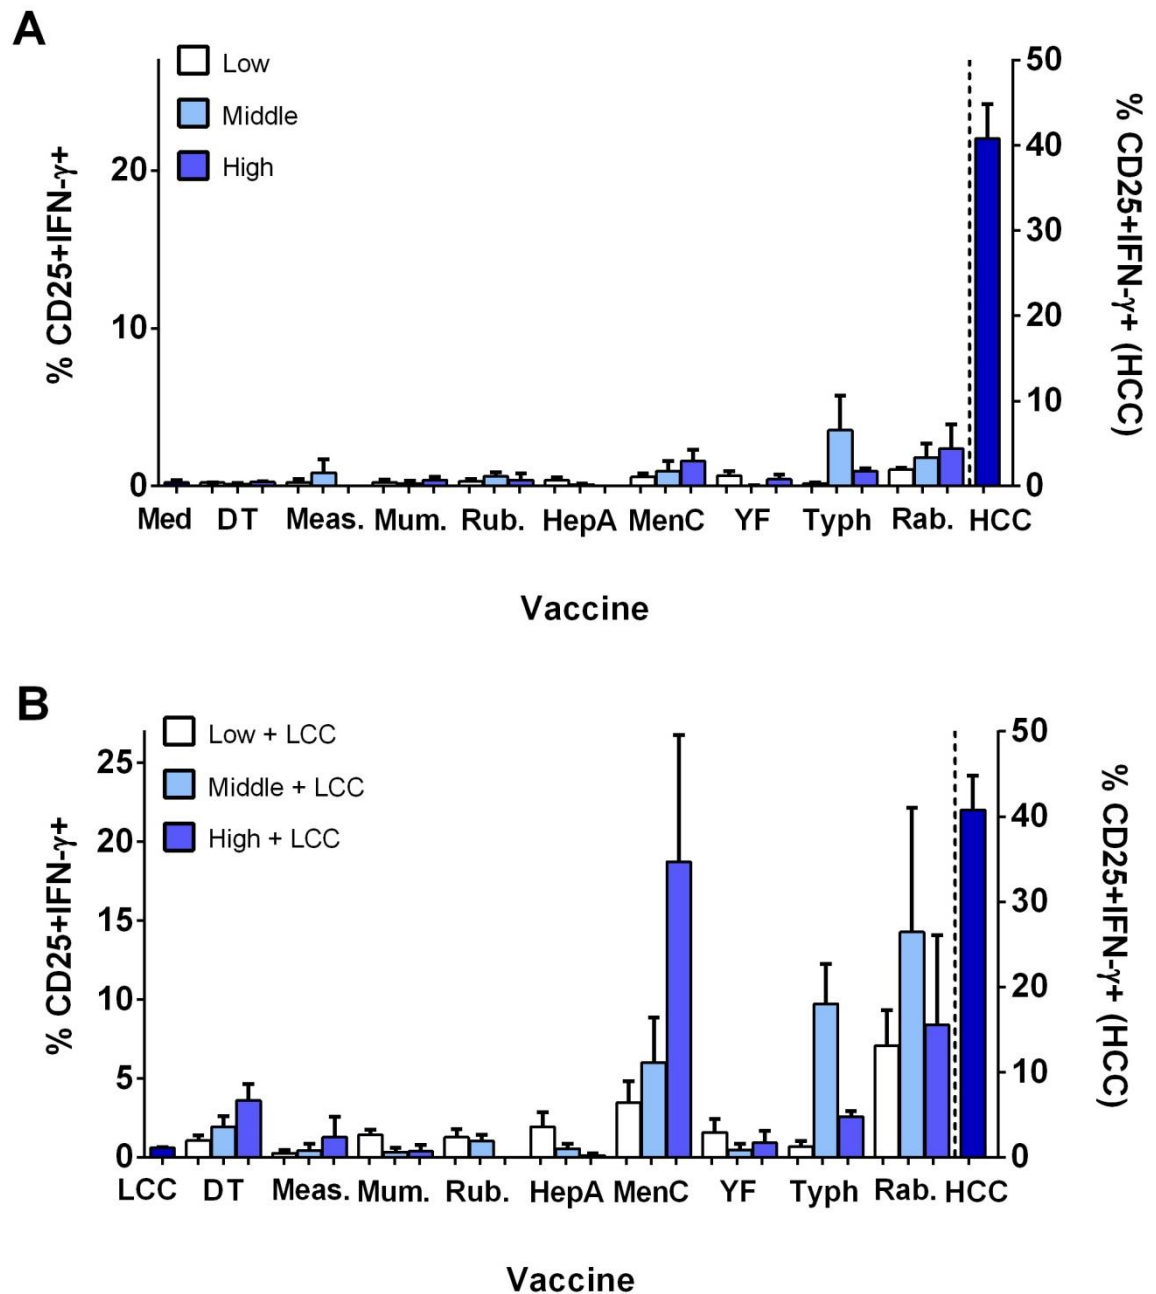 A
Low
Middle
High
% CD25+IFN-γ+
20
10
0
50
40
30
20
10
0
% CD25+IFN-γ+ (HCC)
Med DT Meas. Mum. Rub. HepA MenC YF Typh Rab. HCC
Vaccine
B
Low + LCC
Middle + LCC
High + LCC
% CD25+IFN-γ+
25
20
15
10
5
0
50
40
30
20
10
0
% CD25+IFN-γ+ (HCC)
LCC DT Meas. Mum. Rub. HepA MenC YF Typh Rab. HCC
Vaccine